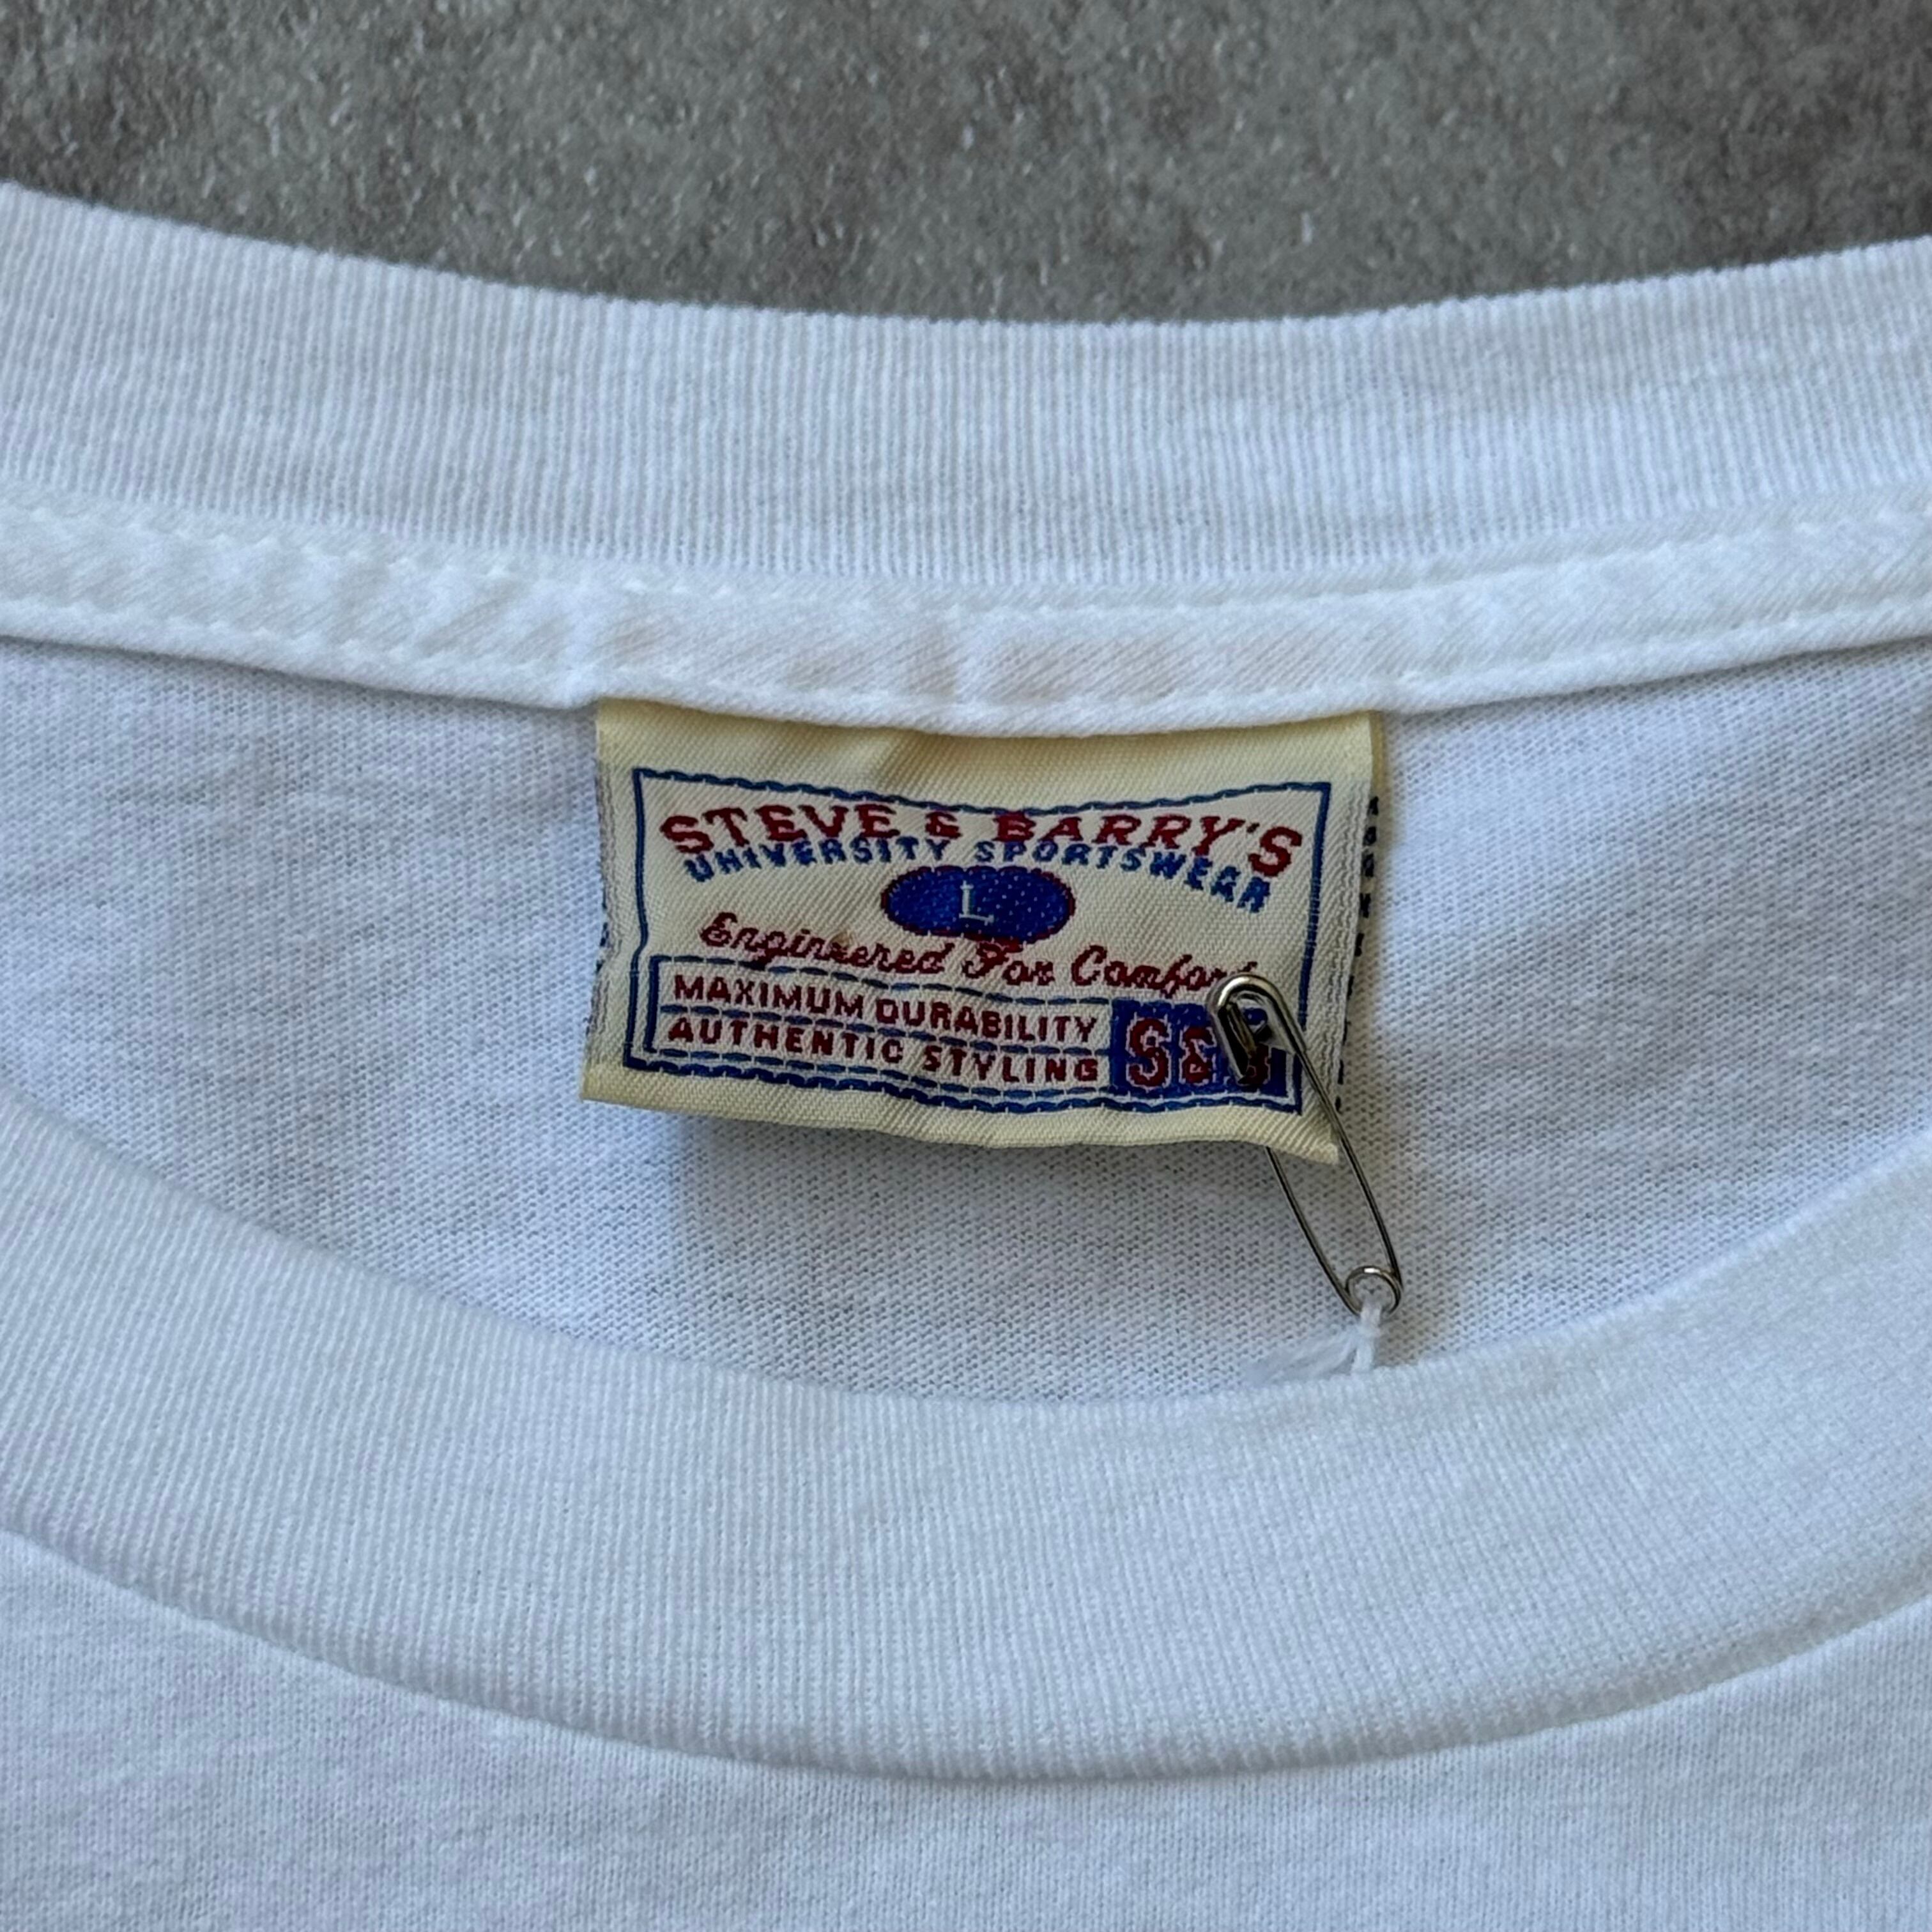 STEVE & BARRY'S
UNIVERSITY SPORTSWEAR
L
Engineered For Comfort
MAXIMUM DURABILITY
AUTHENTIC STYLING
S&B